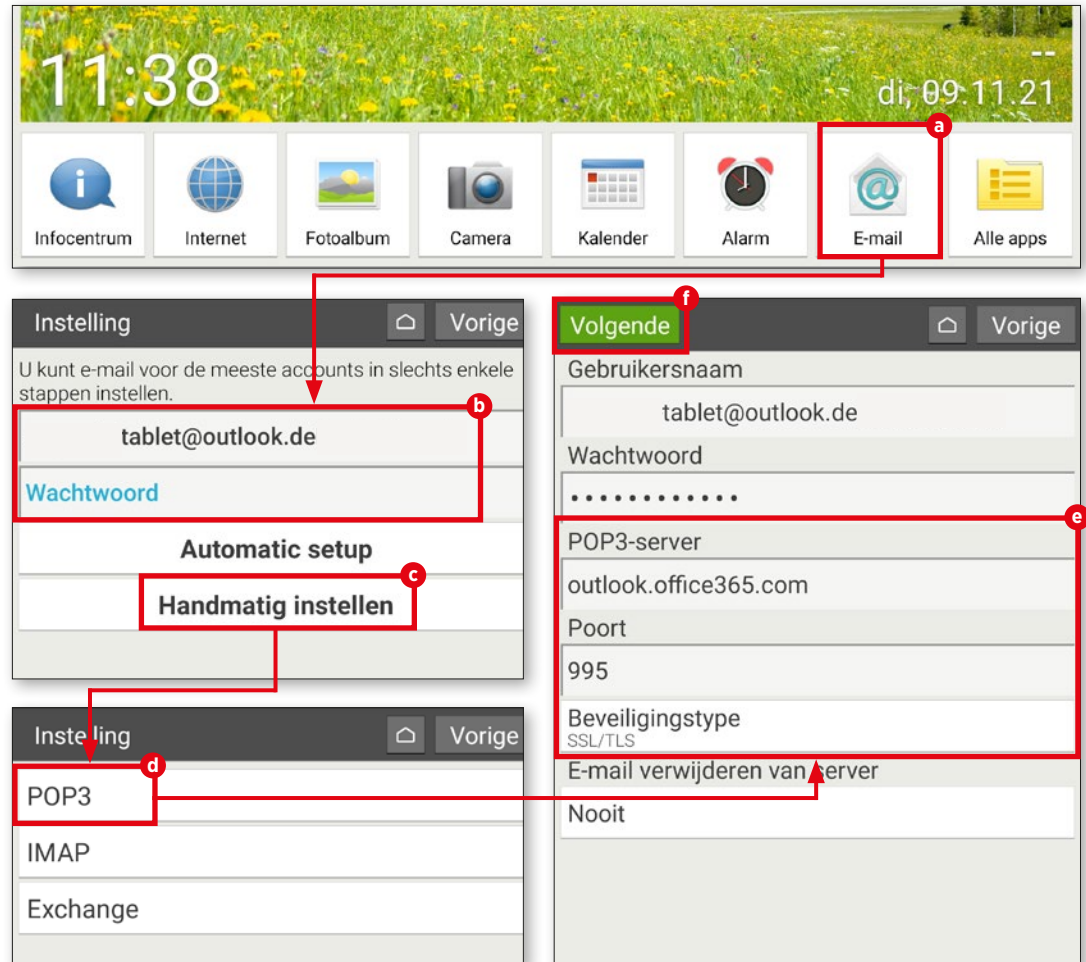 11:38
--
di, 09.11.21
a
Infocentrum
Internet
Fotoalbum
Camera
Kalender
Alarm
E-mail
Alle apps
Instelling
Vorige
U kunt e-mail voor de meeste accounts in slechts enkele
stappen instellen.
b
tablet@outlook.de
Wachtwoord
Automatic setup
c
Handmatig instellen
Instelling
Vorige
d
POP3
IMAP
Exchange
f
Volgende
Vorige
Gebruikersnaam
tablet@outlook.de
Wachtwoord
••••••••••••
e
POP3-server
outlook.office365.com
Poort
995
Beveiligingstype
SSL/TLS
E-mail verwijderen van server
Nooit